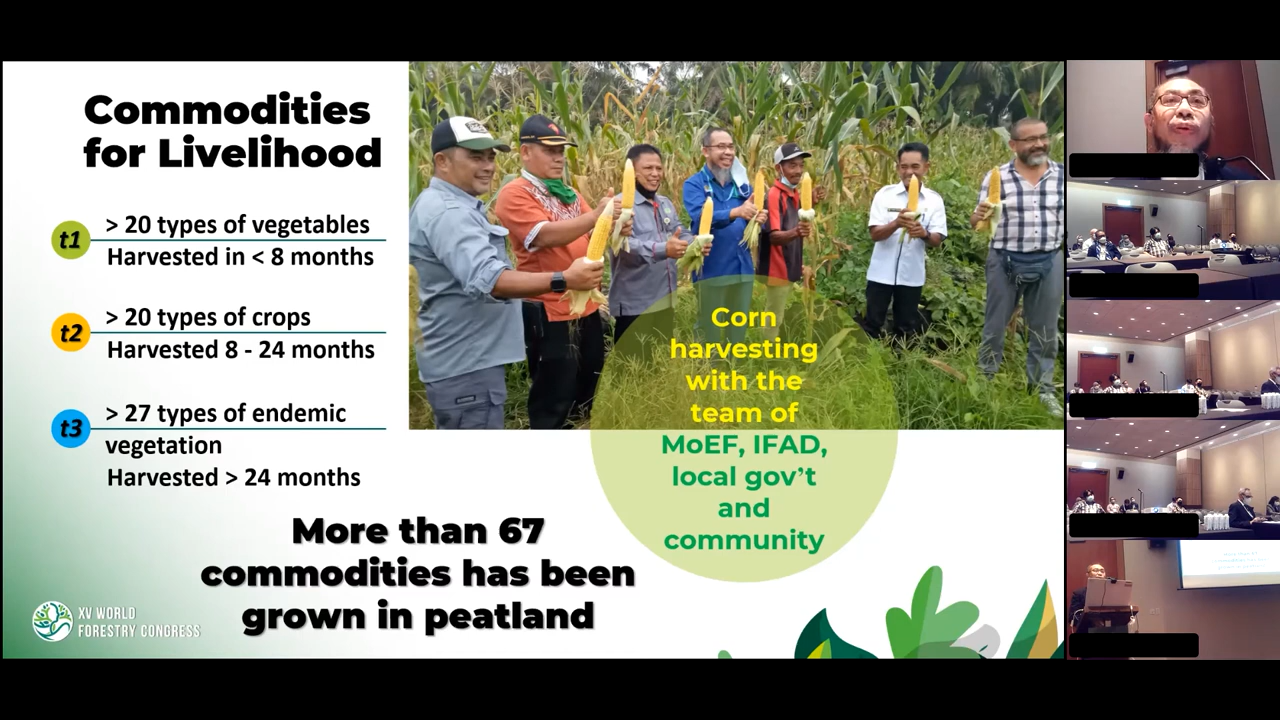 Commodities
for Livelihood
t1
> 20 types of vegetables
Harvested in < 8 months
t2
> 20 types of crops
Harvested 8 - 24 months
t3
> 27 types of endemic
vegetation
Harvested > 24 months
Corn
harvesting
with the
team of
MoEF, IFAD,
local gov't
and
community
More than 67
commodities has been
grown in peatland
XV WORLD
FORESTRY CONGRESS